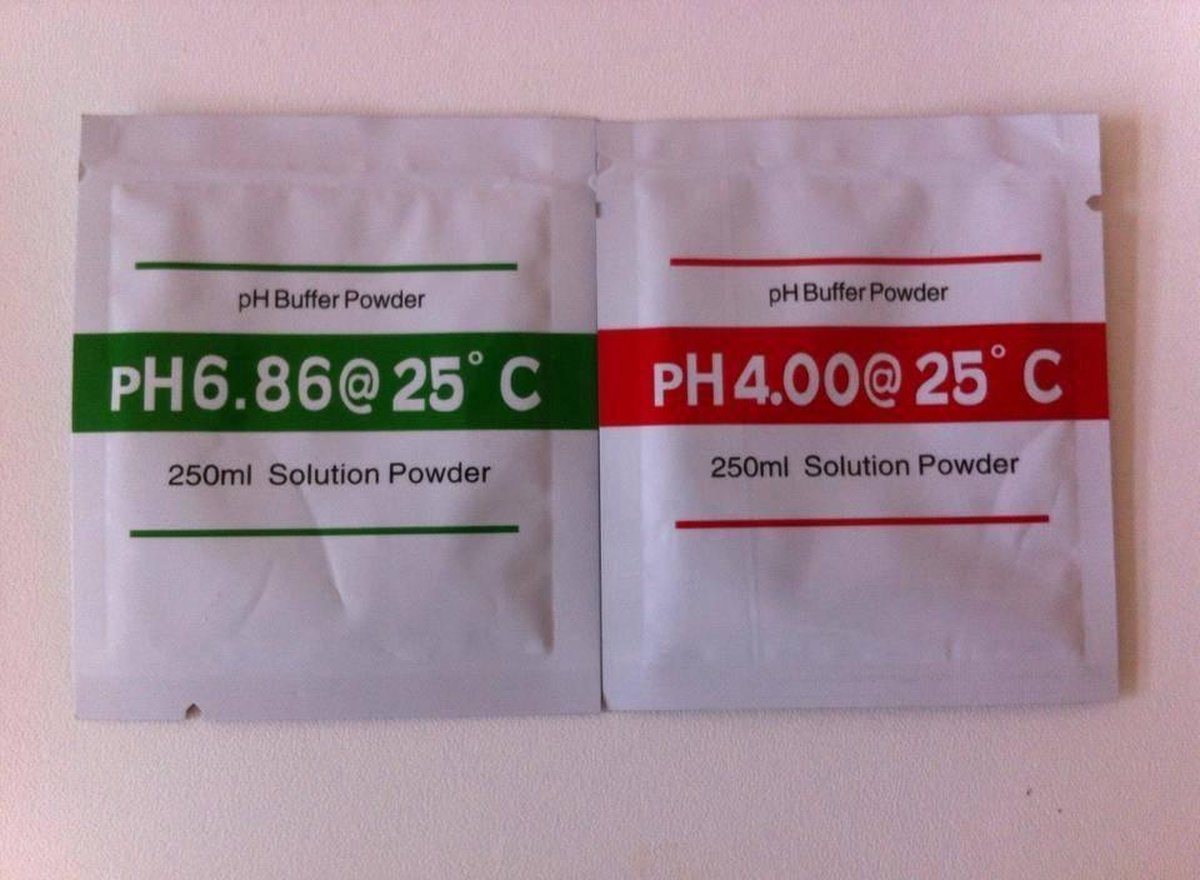 pH Buffer Powder
pH6.86@25°C
250ml Solution Powder
pH Buffer Powder
pH4.00@25°C
250ml Solution Powder